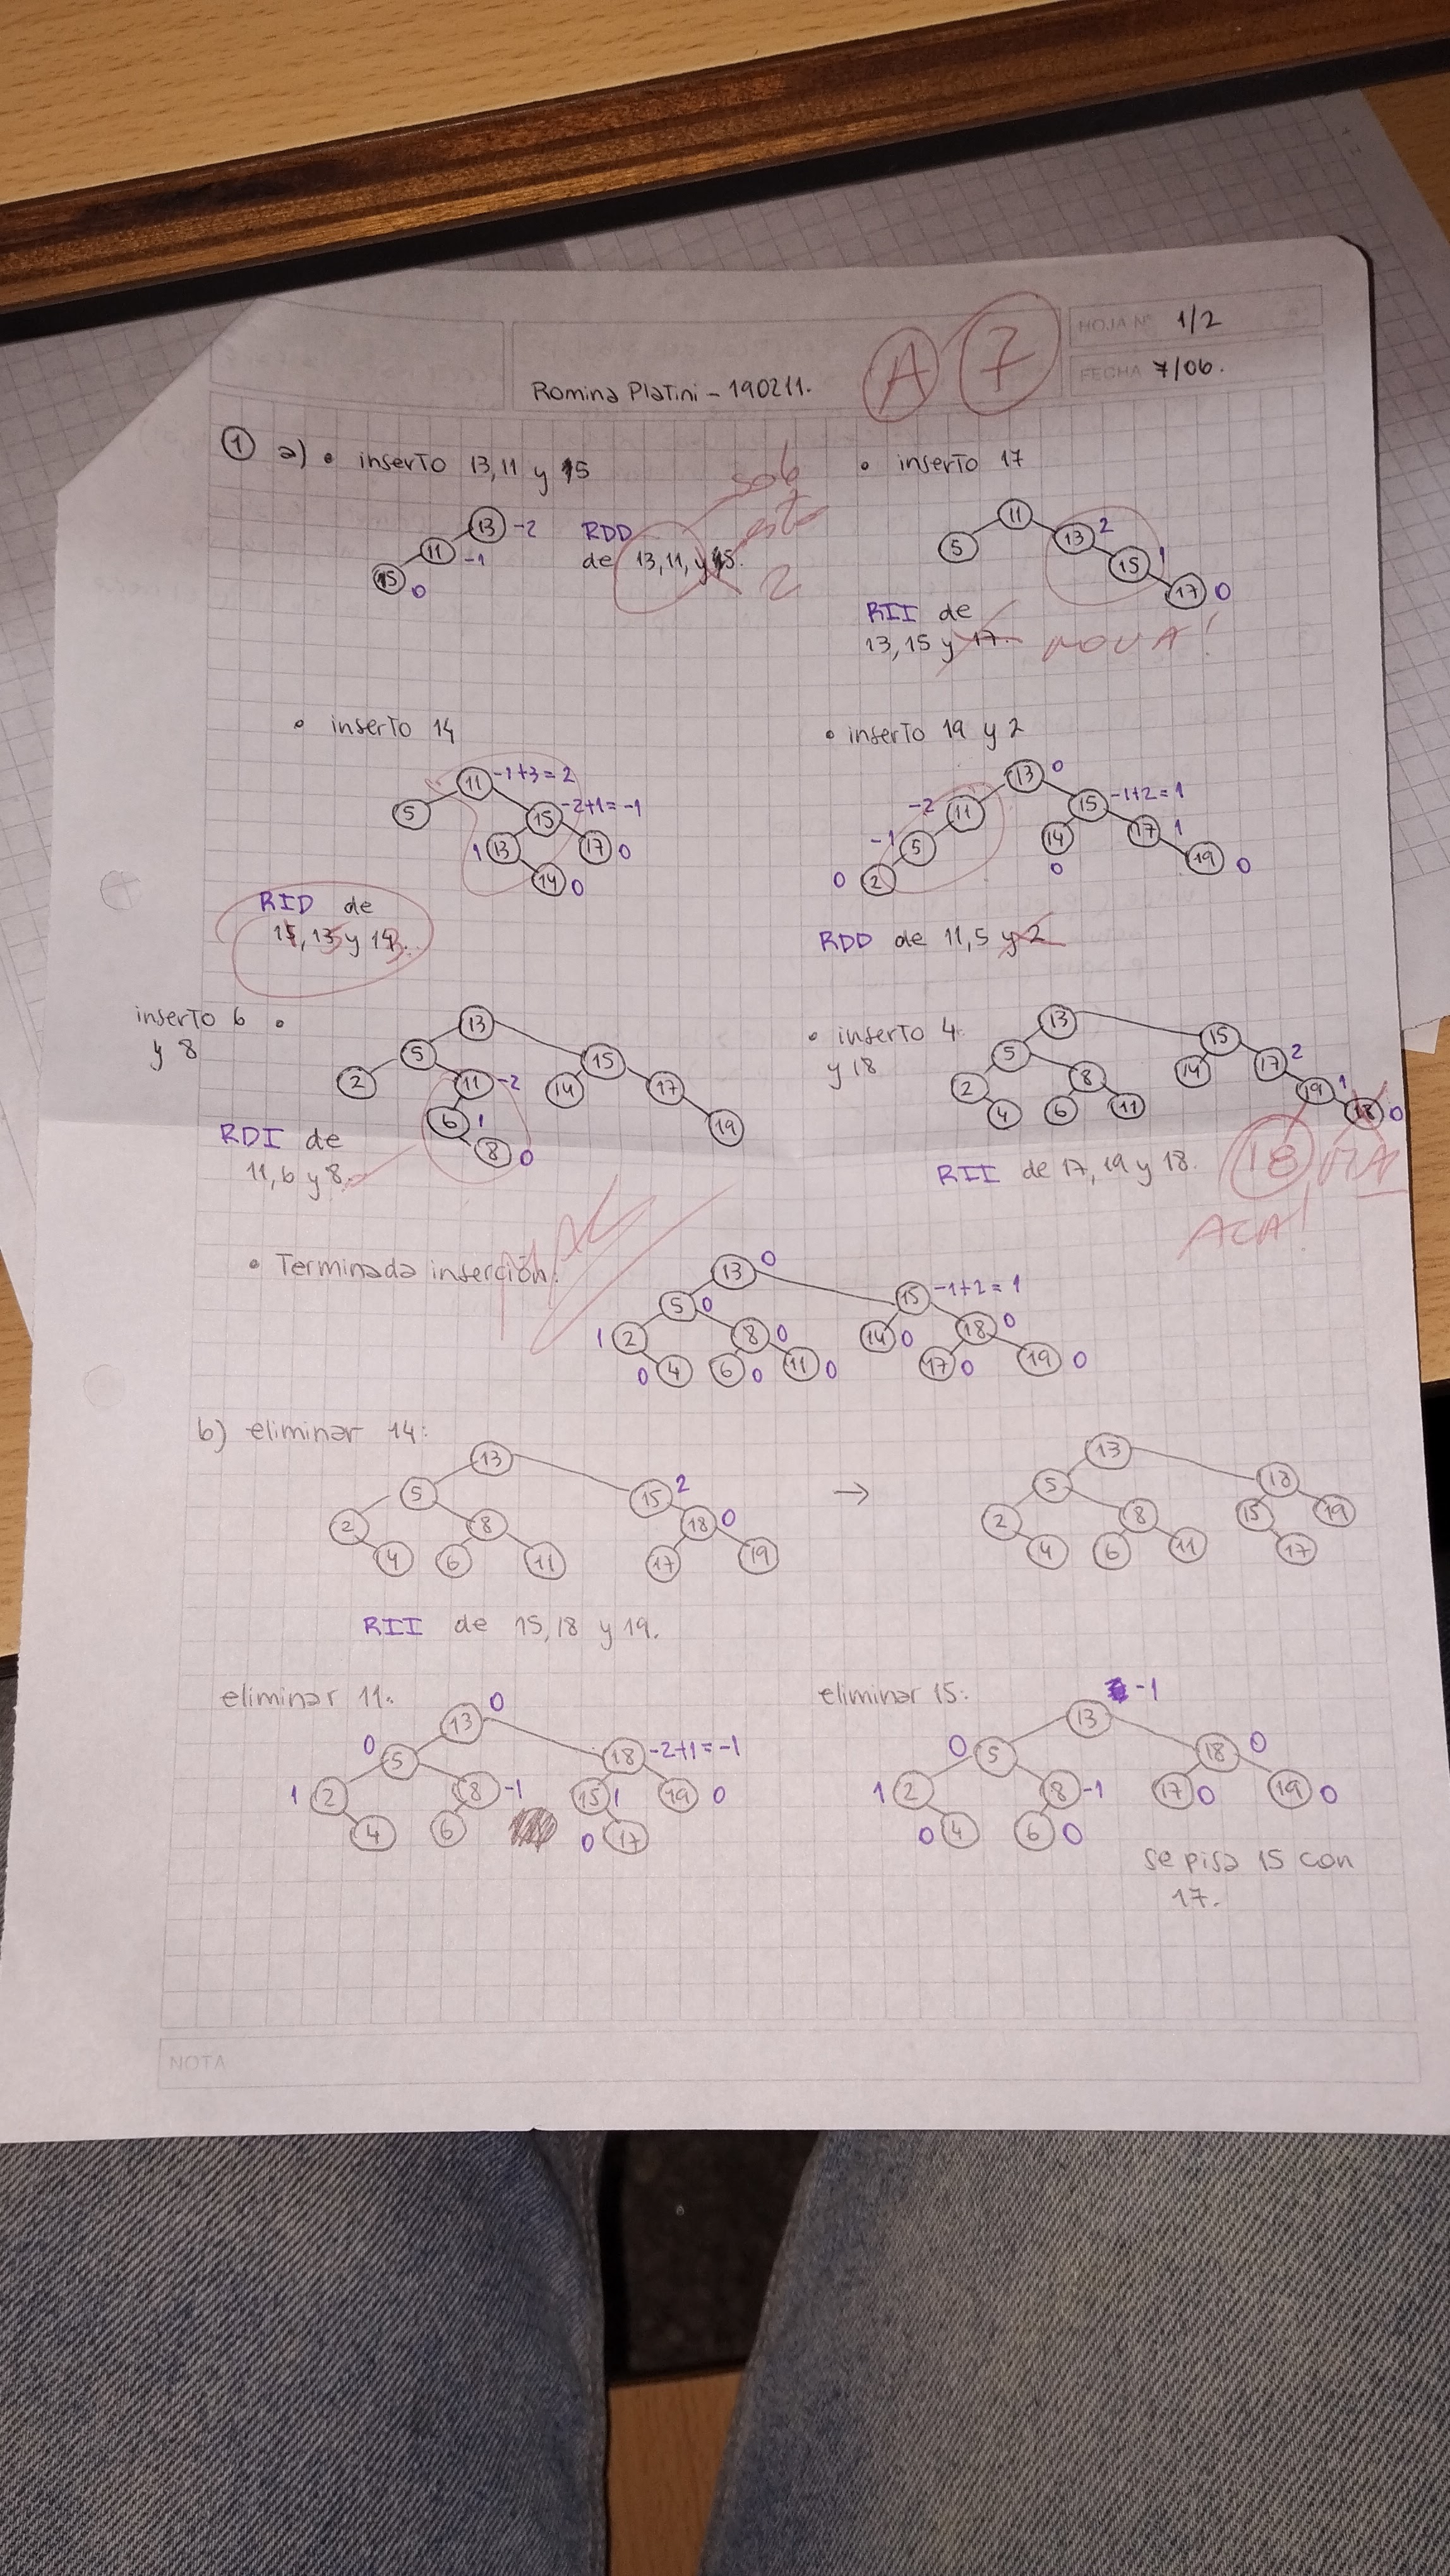 HOJA Nº 1/2
FECHA 7/06.
Romina Platini - 190211.
A 7
① a) • inserto 13, 11 y 15
13 -2
11 -1
15 0
RDD
de 13, 11, y 15.
solo
2
• inserto 17
11
5 13 2
15 1
17 0
RII de
13, 15 y 17. NO VA!
• inserto 14
11 -1+3=2
5 15 -2+1=-1
1 13 17 0
14 0
RID de
15, 13 y 14.
• inserto 19 y 2
13 0
-2 11 15 -1+2=1
-1 5 14 17 1
0 2 0 19 0
RDD de 11, 5 y 2
inserto 6 •
y 8
13
5 15
2 11 -2 14 17
6 1 19
8 0
RDI de
11, 6 y 8.
• inserto 4
y 18
13
5 15
2 8 14 17 2
4 6 11 19 1
18 0
RII de 17, 19 y 18.
18 VA
ACA!
• Terminada inserción:
MAL
13 0
5 0 15 -1+2=1
1 2 8 0 14 0 18 0
0 4 6 0 11 0 17 0 19 0
b) eliminar 14:
13
5 15 2
2 8 18 0
4 6 11 17 19
→
13
5 18
2 8 15 19
4 6 11 17
RII de 15, 18 y 19.
eliminar 11:
13 0
0 5 18 -2+1=-1
1 2 8 -1 15 1 19 0
4 6 0 17
eliminar 15:
13 -1
0 5 18 0
1 2 8 -1 17 0 19 0
0 4 6 0
se pisa 15 con
17.
NOTA